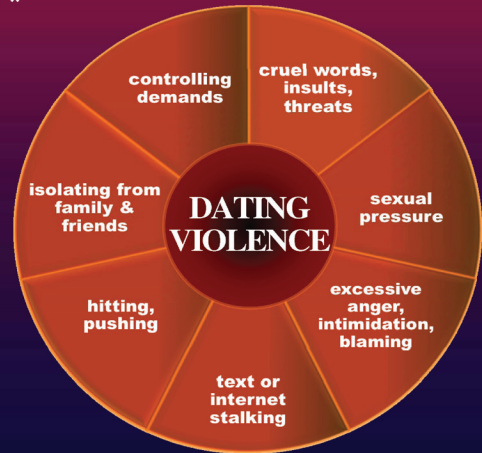 DATING
VIOLENCE
cruel words,
insults,
threats
sexual
pressure
excessive
anger,
intimidation,
blaming
text or
internet
stalking
hitting,
pushing
isolating from
family &
friends
controlling
demands